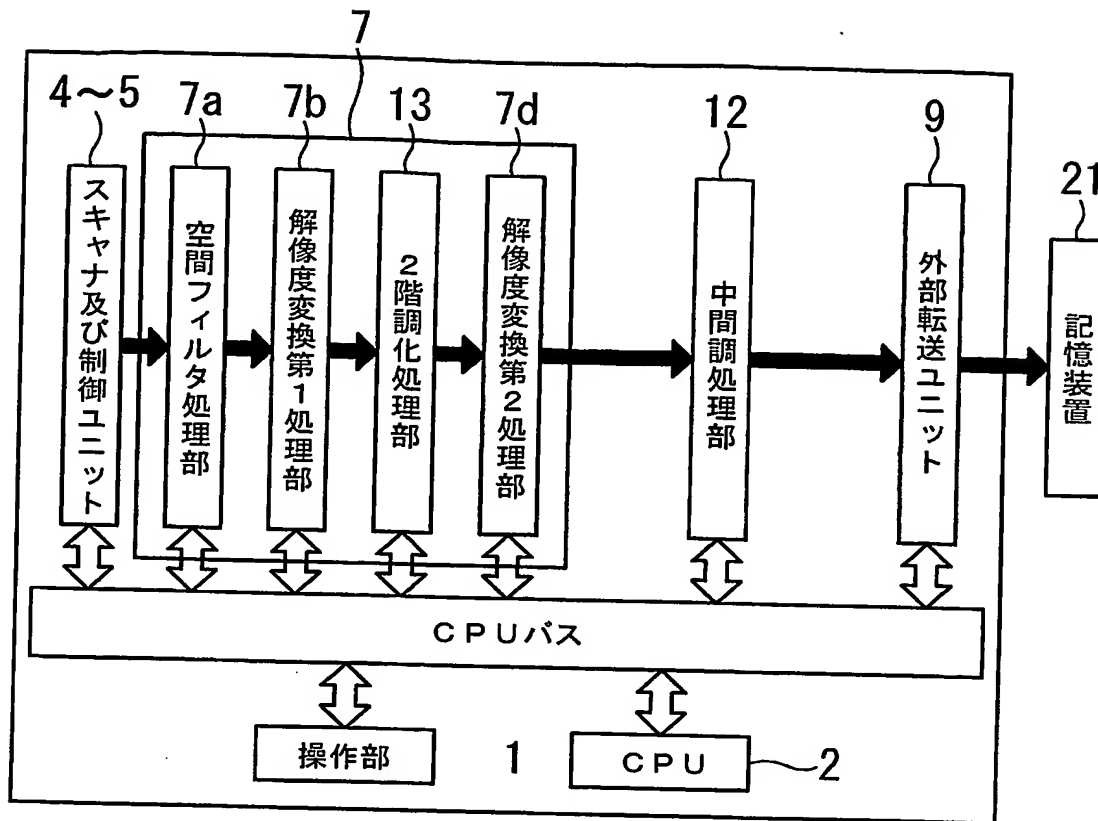 7
4～5
7a
7b
13
7d
12
9
21
スキャナ及び制御ユニット
空間フィルタ処理部
解像度変換第1処理部
2階調化処理部
解像度変換第2処理部
中間調処理部
外部転送ユニット
記憶装置
CPUバス
操作部
1
CPU
2